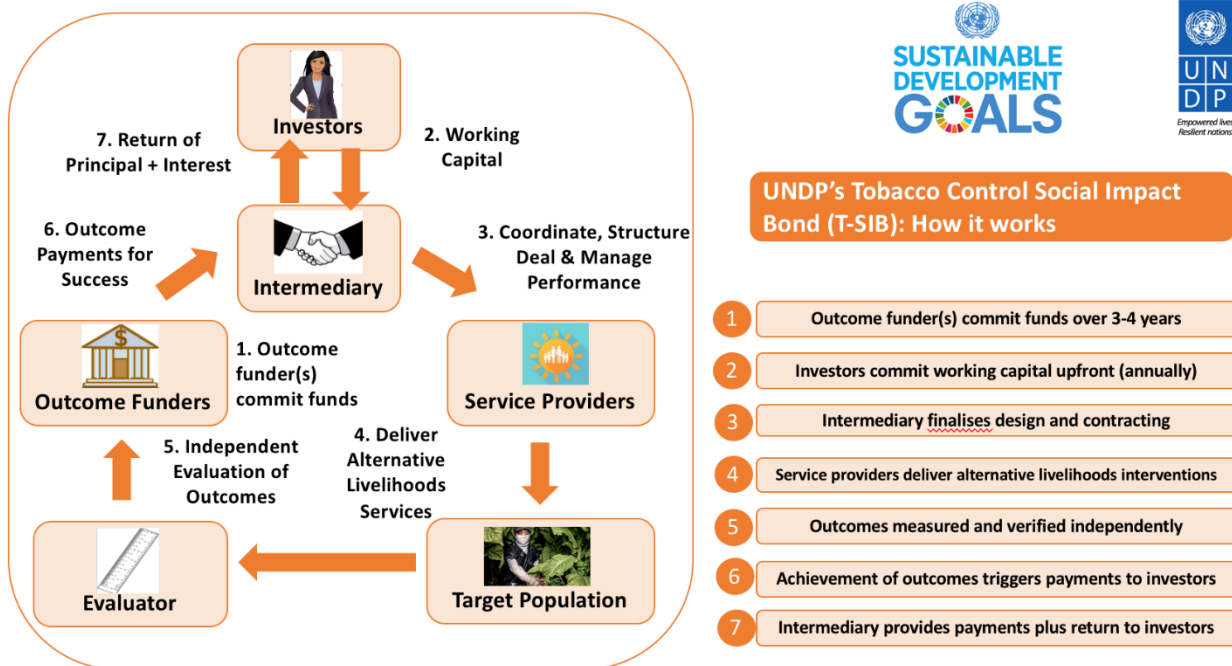 Investors
7. Return of
Principal + Interest
2. Working
Capital
6. Outcome
Payments for
Success
Intermediary
3. Coordinate, Structure
Deal & Manage
Performance
Outcome Funders
1. Outcome
funder(s)
commit funds
Service Providers
5. Independent
Evaluation of
Outcomes
4. Deliver
Alternative
Livelihoods
Services
Evaluator
Target Population
SUSTAINABLE
DEVELOPMENT
GOALS
U N
D P
Empowered lives.
Resilient nations.
UNDP's Tobacco Control Social Impact
Bond (T-SIB): How it works
1 Outcome funder(s) commit funds over 3-4 years
2 Investors commit working capital upfront (annually)
3 Intermediary finalises design and contracting
4 Service providers deliver alternative livelihoods interventions
5 Outcomes measured and verified independently
6 Achievement of outcomes triggers payments to investors
7 Intermediary provides payments plus return to investors